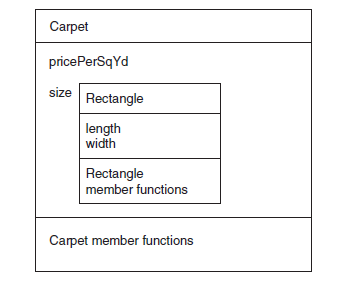 Carpet
pricePerSqYd
size
Rectangle
length
width
Rectangle
member functions
Carpet member functions